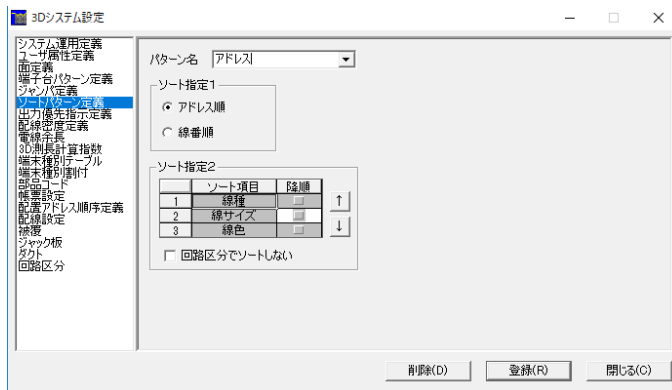 3Dシステム設定
システム運用定義
ユーザ属性定義
面定義
端子台パターン定義
ジャンパ定義
ソートパターン定義
出力優先指示定義
配線密度定義
電線余長
3D測長計算指数
端末種別テーブル
端末種別割付
部品コード
帳票設定
配置アドレス順序定義
配線設定
被覆
ジャック板
ダクト
回路区分
パターン名 アドレス
ソート指定1
アドレス順
線番順
ソート指定2
ソート項目 降順
1 線種
2 線サイズ
3 線色
↑
↓
回路区分でソートしない
削除(D) 登録(R) 閉じる(C)